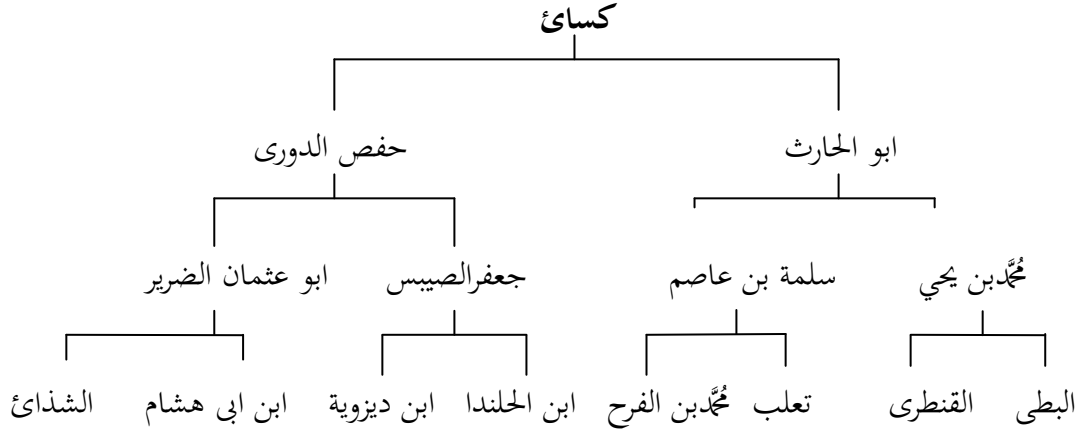 كسائ
ابو الحارث حفص الدورى
مُحَّدبن يحي سلمة بن عاصم جعفرالصيبس ابو عثمان الضرير
البطى القنطرى تعلب مُحَّدبن الفرح ابن الحلندا ابن ديزوية ابن ابى هشام الشذائ